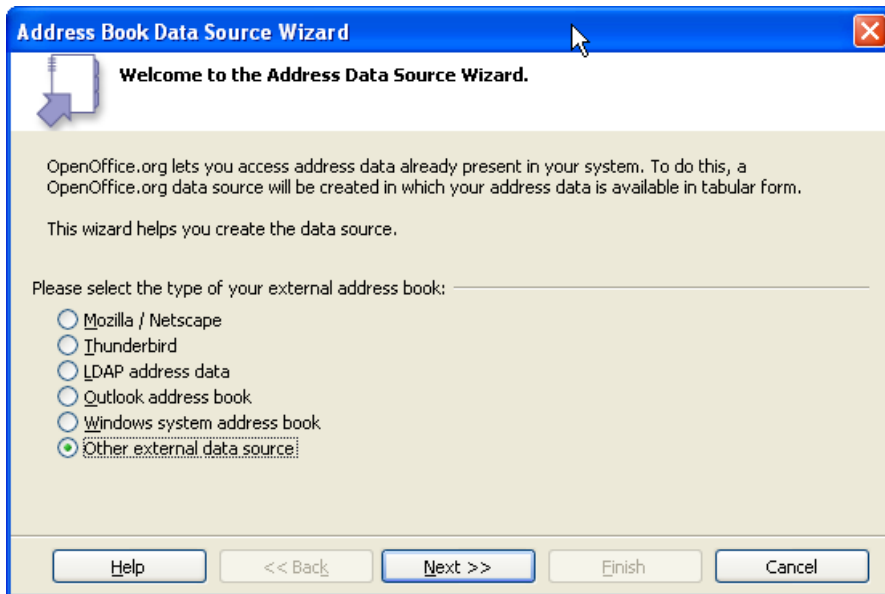 Address Book Data Source Wizard
Welcome to the Address Data Source Wizard.
OpenOffice.org lets you access address data already present in your system. To do this, a
OpenOffice.org data source will be created in which your address data is available in tabular form.
This wizard helps you create the data source.
Please select the type of your external address book:
Mozilla / Netscape
Thunderbird
LDAP address data
Outlook address book
Windows system address book
Other external data source
Help << Back Next >> Finish Cancel